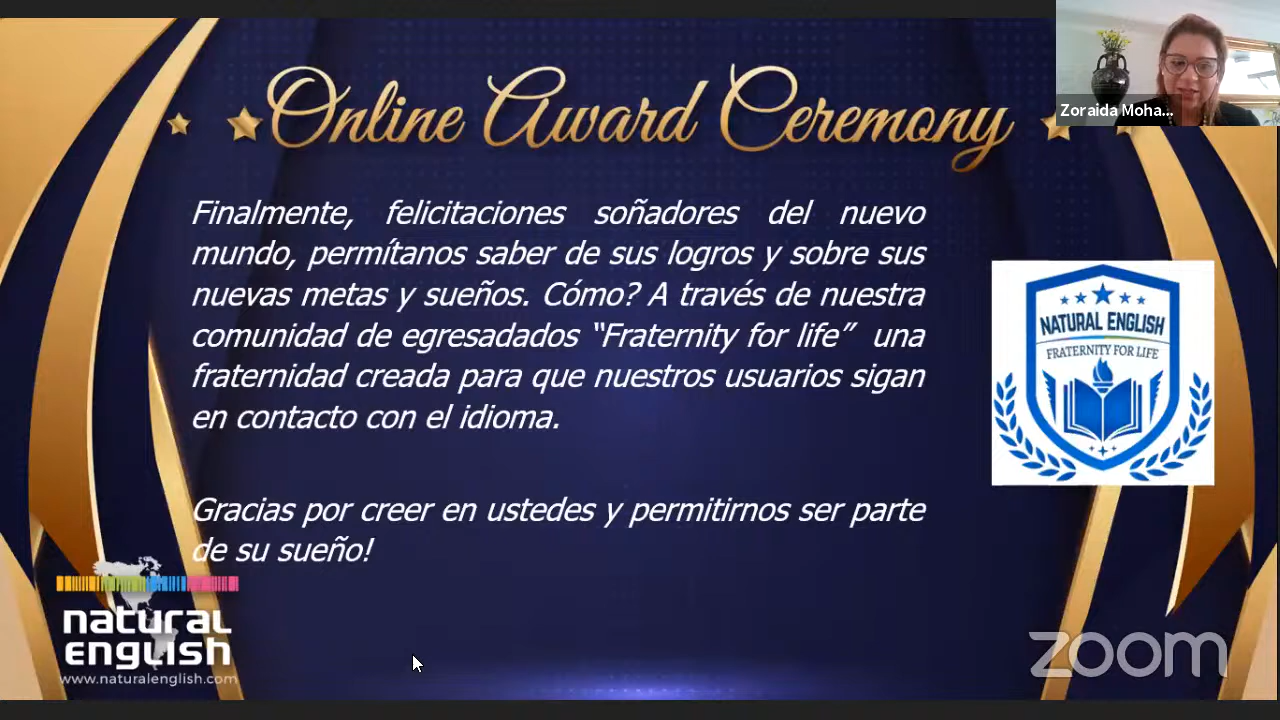 Online Award Ceremony
Zoraida Moha...
Finalmente, felicitaciones soñadores del nuevo
mundo, permítanos saber de sus logros y sobre sus
nuevas metas y sueños. Cómo? A través de nuestra
comunidad de egresadados “Fraternity for life” una
fraternidad creada para que nuestros usuarios sigan
en contacto con el idioma.
NATURAL ENGLISH
FRATERNITY FOR LIFE
Gracias por creer en ustedes y permitirnos ser parte
de su sueño!
natural
english
www.naturalenglish.com
zoom